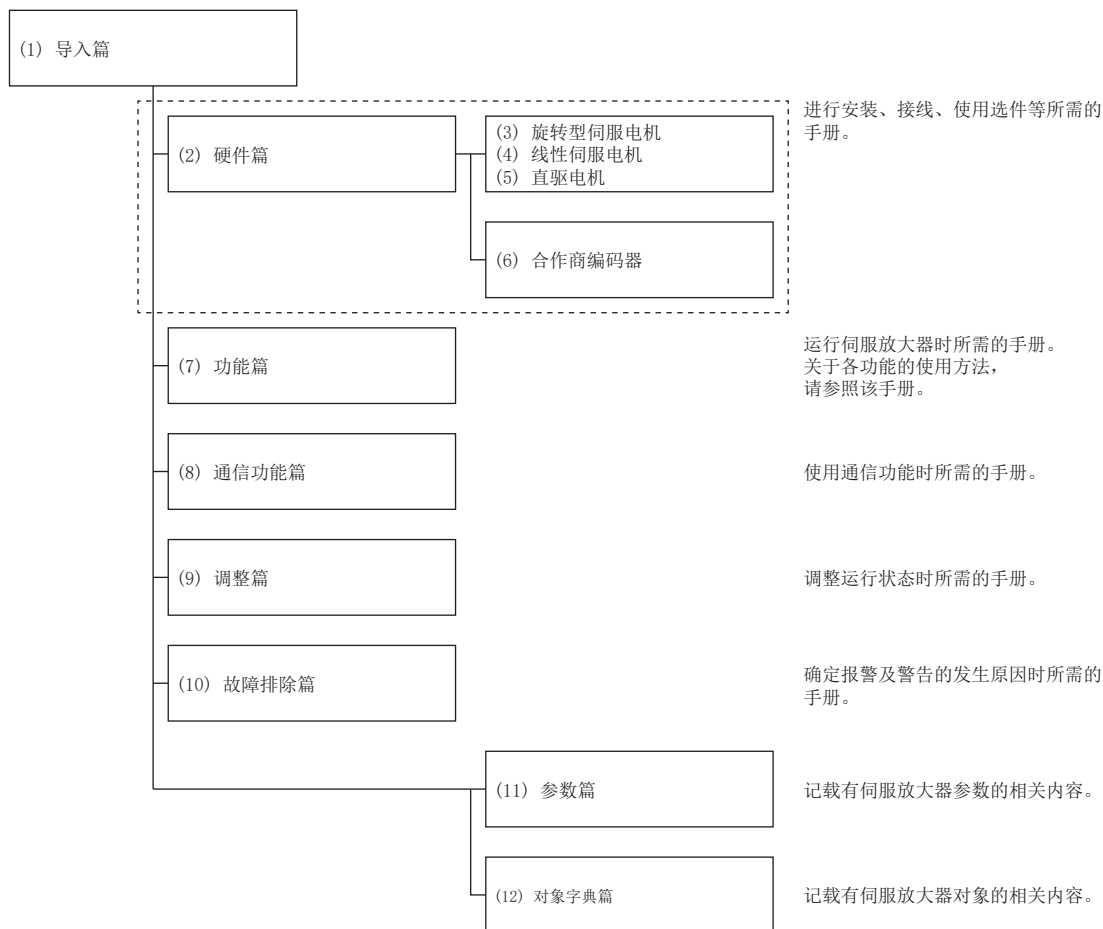 (1) 导入篇
进行安装、接线、使用选件等所需的
手册。
(2) 硬件篇
(3) 旋转型伺服电机
(4) 线性伺服电机
(5) 直驱电机
(6) 合作商编码器
(7) 功能篇
运行伺服放大器时所需的手册。
关于各功能的使用方法，
请参照该手册。
(8) 通信功能篇
使用通信功能时所需的手册。
(9) 调整篇
调整运行状态时所需的手册。
(10) 故障排除篇
确定报警及警告的发生原因时所需的
手册。
(11) 参数篇
记载有伺服放大器参数的相关内容。
(12) 对象字典篇
记载有伺服放大器对象的相关内容。